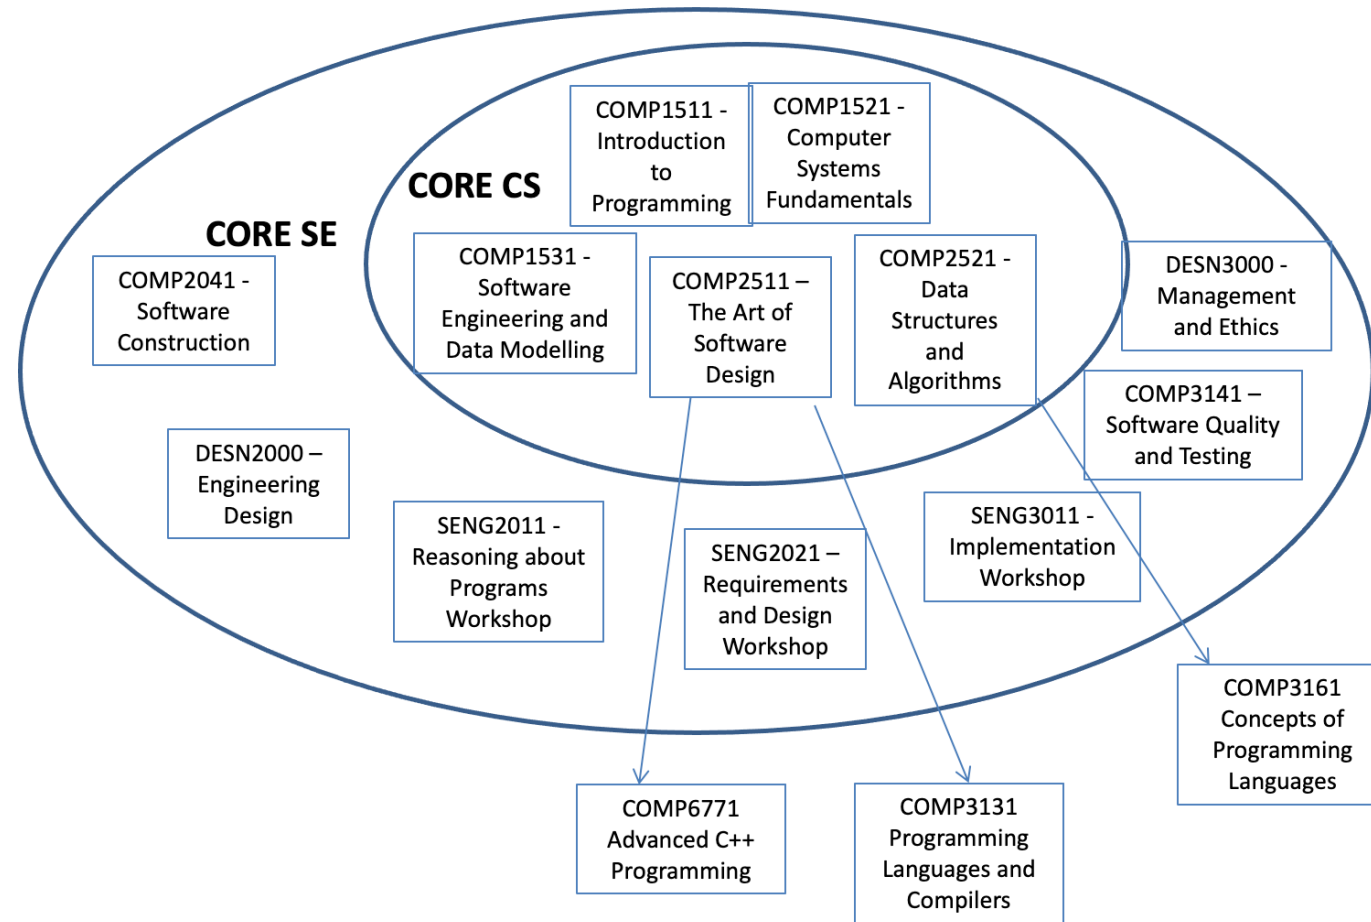 COMP1511 -
Introduction
to
Programming
COMP1521 -
Computer
Systems
Fundamentals
CORE CS
CORE SE
COMP2041 -
Software
Construction
COMP1531 -
Software
Engineering and
Data Modelling
COMP2511 –
The Art of
Software
Design
COMP2521 -
Data
Structures
and
Algorithms
DESN3000 -
Management
and Ethics
COMP3141 –
Software Quality
and Testing
DESN2000 –
Engineering
Design
SENG2011 -
Reasoning about
Programs
Workshop
SENG2021 –
Requirements
and Design
Workshop
SENG3011 -
Implementation
Workshop
COMP3161
Concepts of
Programming
Languages
COMP6771
Advanced C++
Programming
COMP3131
Programming
Languages and
Compilers